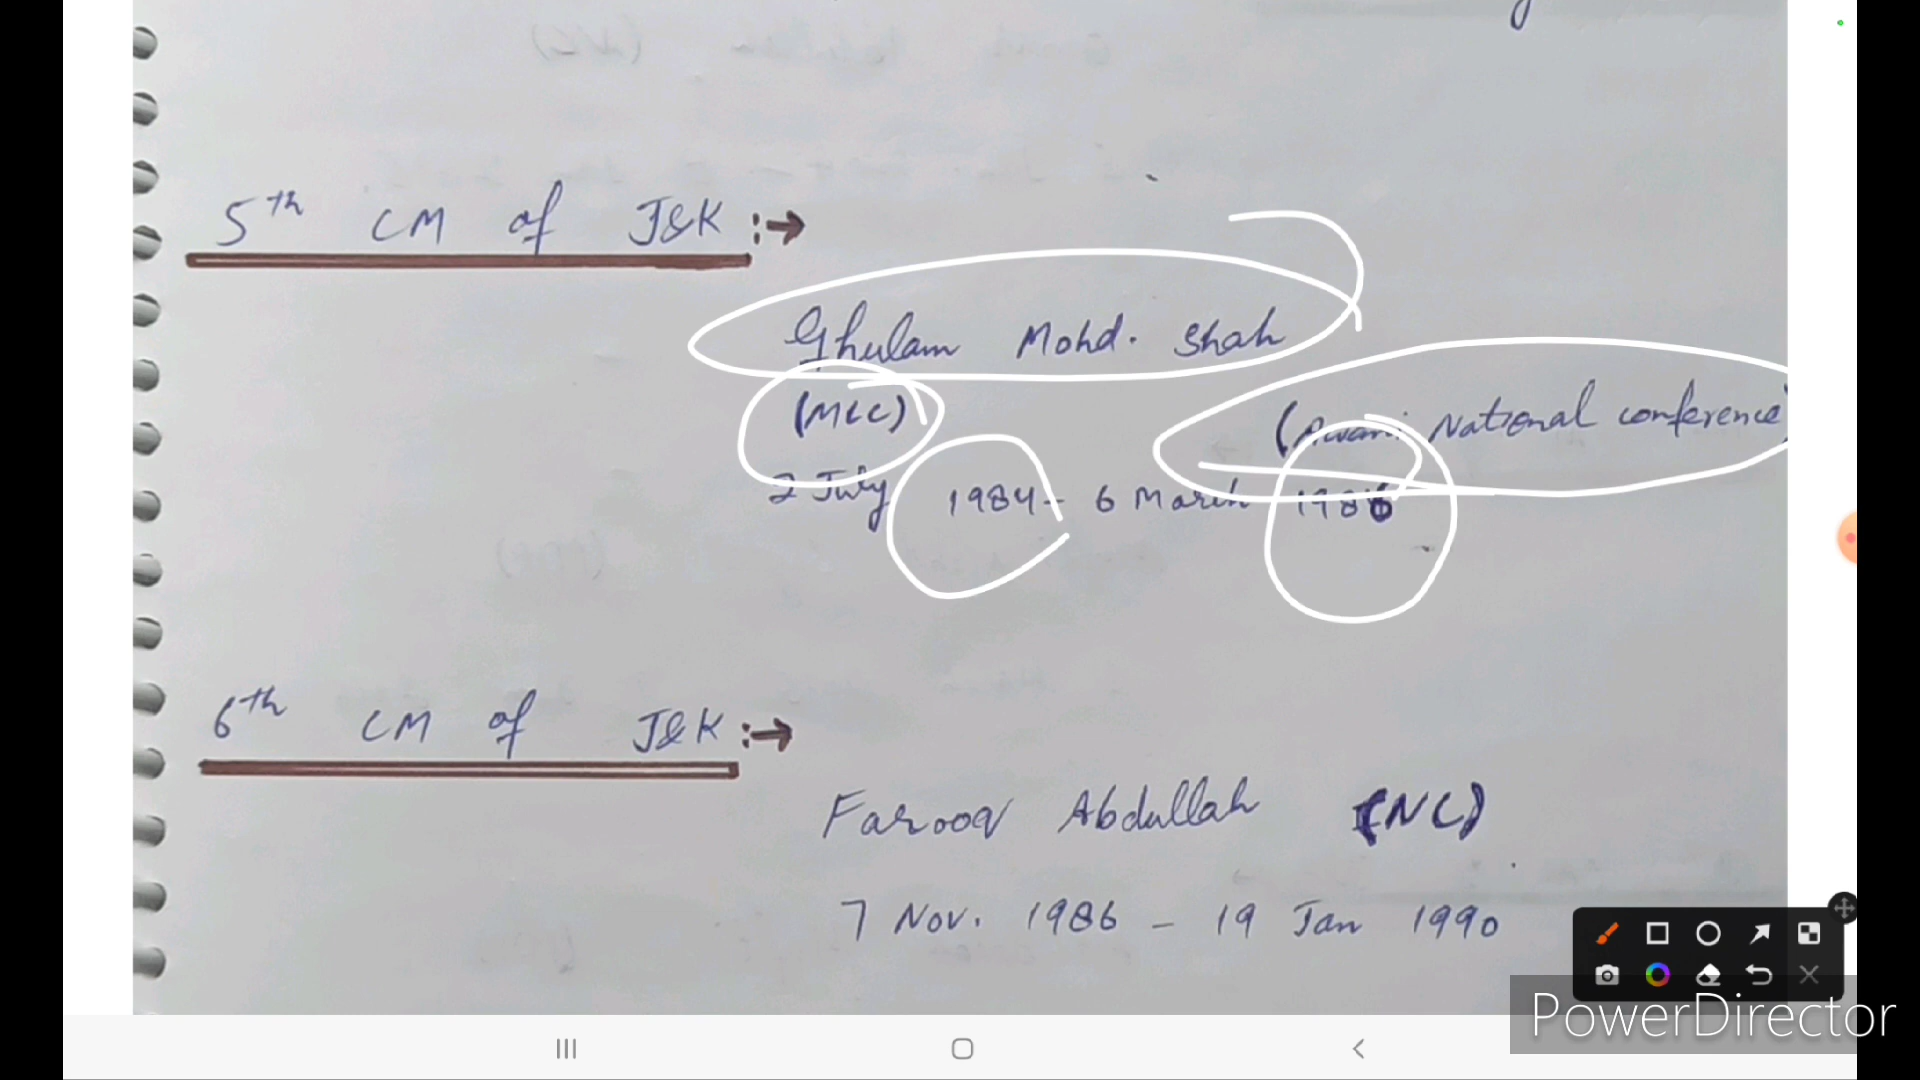 5th CM of J&K :→
Ghulam Mohd. Shah
(MLC) (Awami National conference)
2 July 1984 - 6 March 1986
6th CM of J&K :→
Farooq Abdullah (NC)
7 Nov. 1986 - 19 Jan 1990
PowerDirector